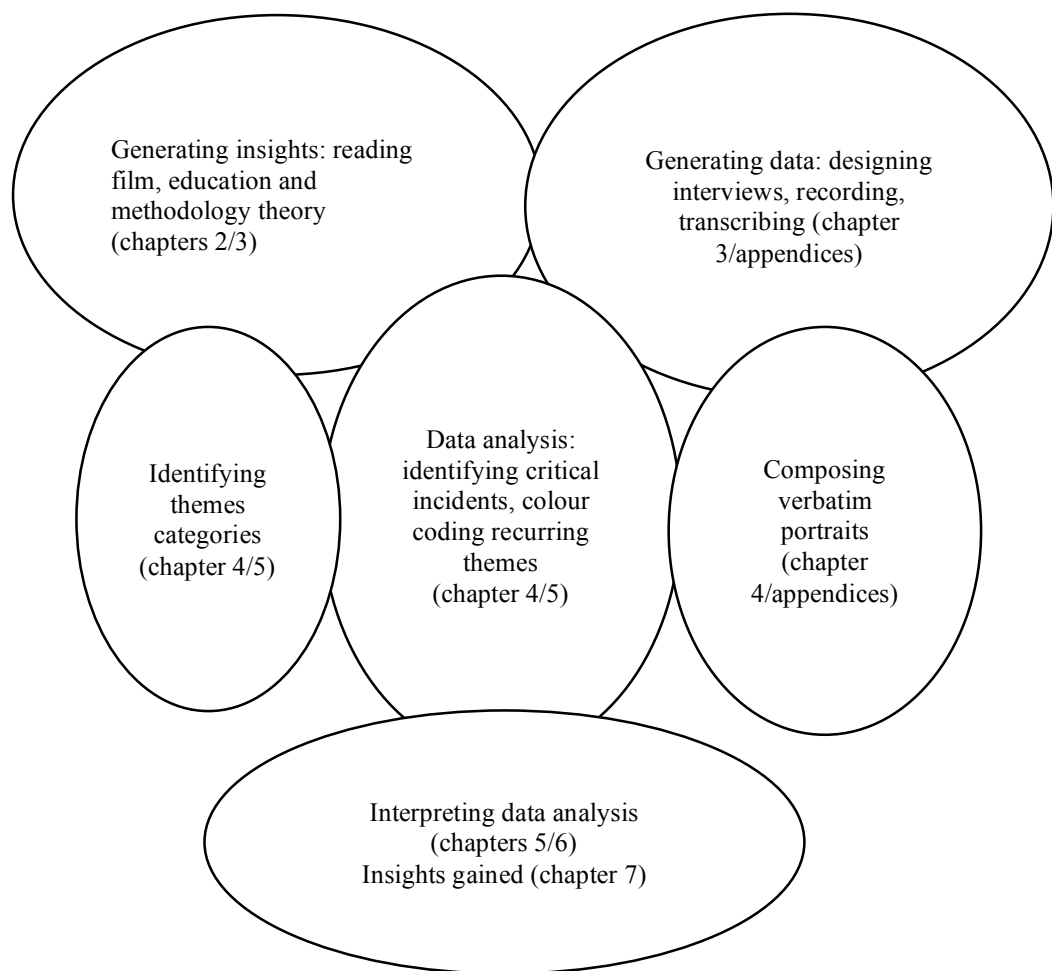 Generating insights: reading
film, education and
methodology theory
(chapters 2/3)
Generating data: designing
interviews, recording,
transcribing (chapter
3/appendices)
Identifying
themes
categories
(chapter 4/5)
Data analysis:
identifying critical
incidents, colour
coding recurring
themes
(chapter 4/5)
Composing
verbatim
portraits
(chapter
4/appendices)
Interpreting data analysis
(chapters 5/6)
Insights gained (chapter 7)